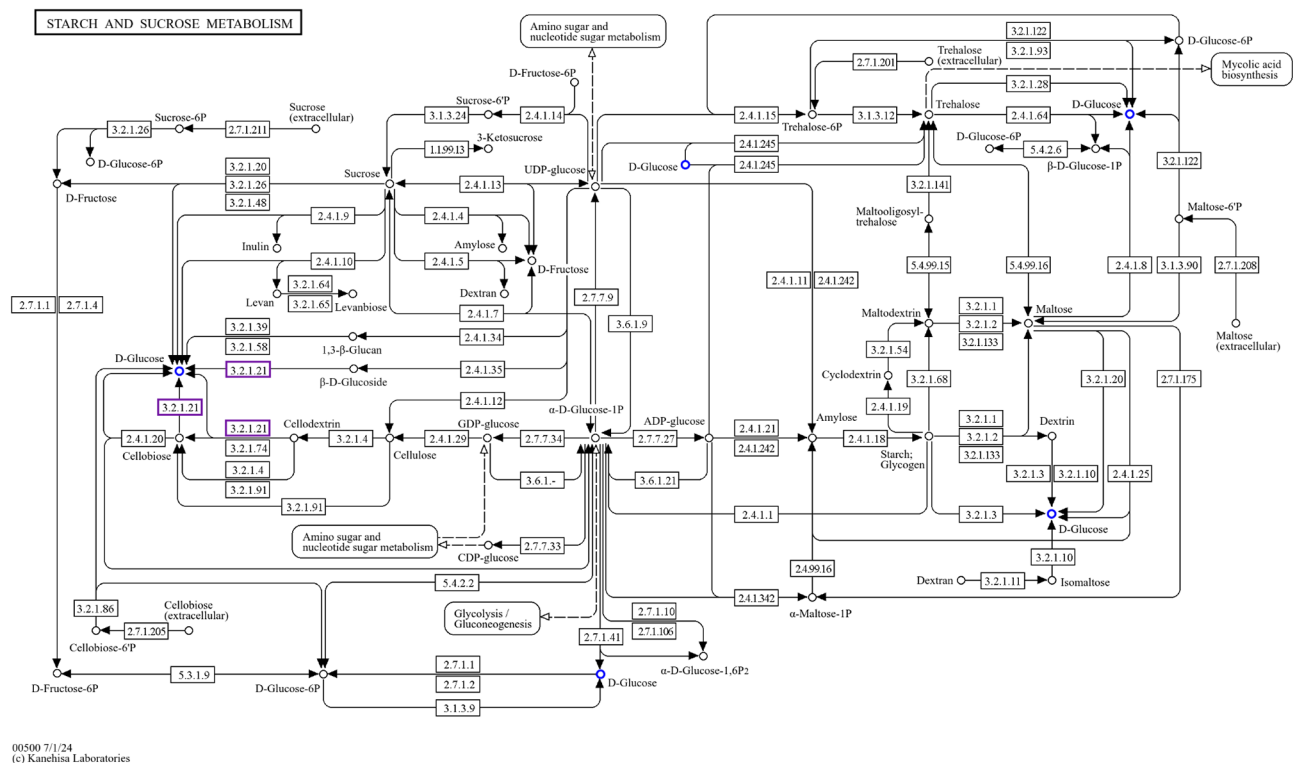 STARCH AND SUCROSE METABOLISM
Amino sugar and
nucleotide sugar metabolism
D-Fructose-6P
Sucrose-6'P
3.1.3.24
2.4.1.14
Sucrose
(extracellular)
Sucrose-6P
3.2.1.26
2.7.1.211
D-Glucose-6P
1.1.99.13
3-Ketosucrose
3.2.1.20
3.2.1.26
3.2.1.48
D-Fructose
Sucrose
2.4.1.13
UDP-glucose
2.4.1.9
2.4.1.4
Inulin
Amylose
2.4.1.10
2.4.1.5
D-Fructose
Levan
3.2.1.64
3.2.1.65
Levanbiose
Dextran
2.7.1.1
2.7.1.4
2.4.1.7
2.7.7.9
3.6.1.9
3.2.1.39
3.2.1.58
1,3-β-Glucan
2.4.1.34
D-Glucose
3.2.1.21
β-D-Glucoside
2.4.1.35
3.2.1.21
2.4.1.12
α-D-Glucose-1P
3.2.1.21
3.2.1.74
Cellodextrin
GDP-glucose
2.4.1.20
Cellobiose
3.2.1.4
3.2.1.4
Cellulose
2.4.1.29
2.7.7.34
3.2.1.91
3.6.1.-
3.2.1.91
Amino sugar and
nucleotide sugar metabolism
CDP-glucose
2.7.7.33
5.4.2.2
3.2.1.86
Cellobiose
(extracellular)
2.7.1.205
Cellobiose-6'P
Glycolysis /
Gluconeogenesis
2.7.1.41
2.7.1.10
2.7.1.106
α-D-Glucose-1,6P2
D-Fructose-6P
5.3.1.9
D-Glucose-6P
2.7.1.1
2.7.1.2
D-Glucose
3.1.3.9
3.2.1.122
3.2.1.93
D-Glucose-6P
2.7.1.201
Trehalose
(extracellular)
Mycolic acid
biosynthesis
3.2.1.28
2.4.1.15
Trehalose-6P
3.1.3.12
Trehalose
2.4.1.64
D-Glucose
2.4.1.245
D-Glucose
2.4.1.245
D-Glucose-6P
5.4.2.6
β-D-Glucose-1P
3.2.1.122
3.2.1.141
Maltooligosyl-
trehalose
Maltose-6'P
2.4.1.11
2.4.1.242
5.4.99.15
5.4.99.16
2.4.1.8
3.1.3.90
2.7.1.208
Maltodextrin
3.2.1.1
3.2.1.2
3.2.1.133
Maltose
Maltose
(extracellular)
3.2.1.54
Cyclodextrin
3.2.1.68
3.2.1.20
2.7.1.175
2.4.1.19
ADP-glucose
2.7.7.27
2.4.1.21
2.4.1.242
Amylose
2.4.1.18
Starch;
Glycogen
3.2.1.1
3.2.1.2
3.2.1.133
Dextrin
3.6.1.21
3.2.1.3
3.2.1.10
2.4.1.25
2.4.1.1
3.2.1.3
D-Glucose
3.2.1.10
2.4.99.16
Dextran
3.2.1.11
Isomaltose
2.4.1.342
α-Maltose-1P
00500 7/1/24
(c) Kanehisa Laboratories